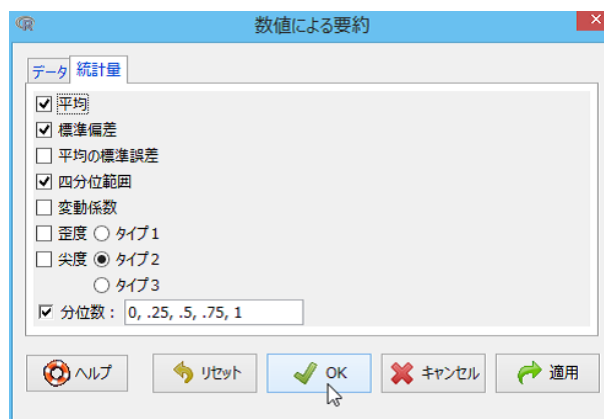 数値による要約
データ 統計量
平均
標準偏差
平均の標準誤差
四分位範囲
変動係数
歪度 タイプ1
尖度 タイプ2
タイプ3
分位数： 0, .25, .5, .75, 1
ヘルプ リセット OK キャンセル 適用